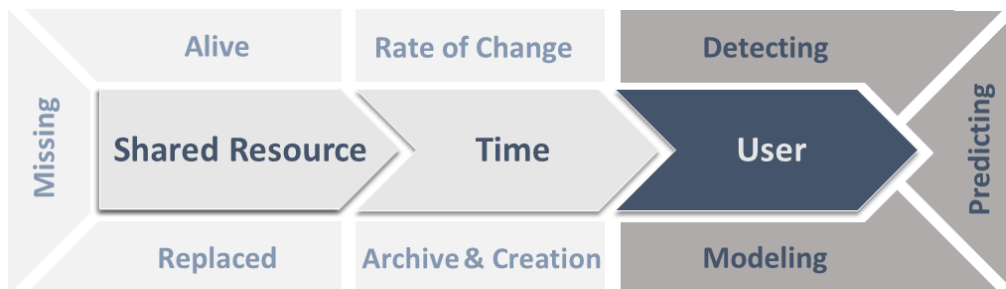 Alive
Rate of Change
Detecting
Missing
Shared Resource
Time
User
Predicting
Replaced
Archive & Creation
Modeling